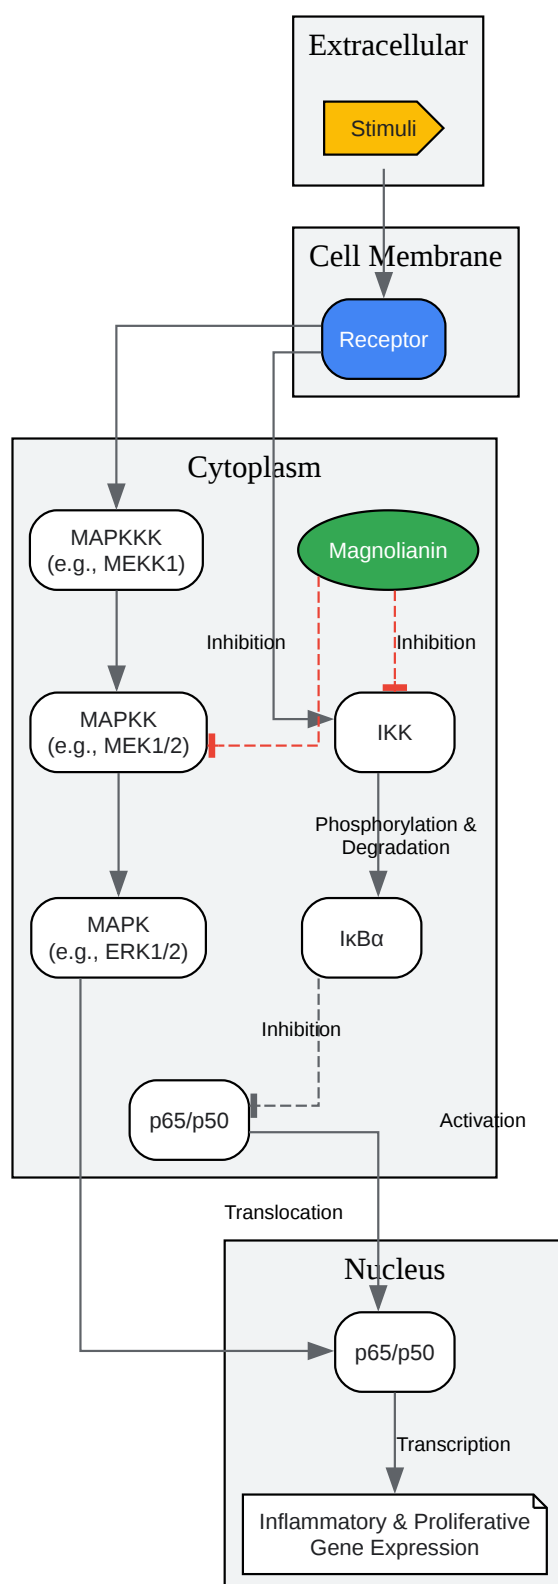 Extracellular
Stimuli
Cell Membrane
Receptor
Cytoplasm
MAPKKK
(e.g., MEKK1)
Magnolianin
Inhibition
Inhibition
MAPKK
(e.g., MEK1/2)
IKK
Phosphorylation &
Degradation
MAPK
(e.g., ERK1/2)
IκBα
Inhibition
p65/p50
Activation
Translocation
Nucleus
p65/p50
Transcription
Inflammatory & Proliferative
Gene Expression